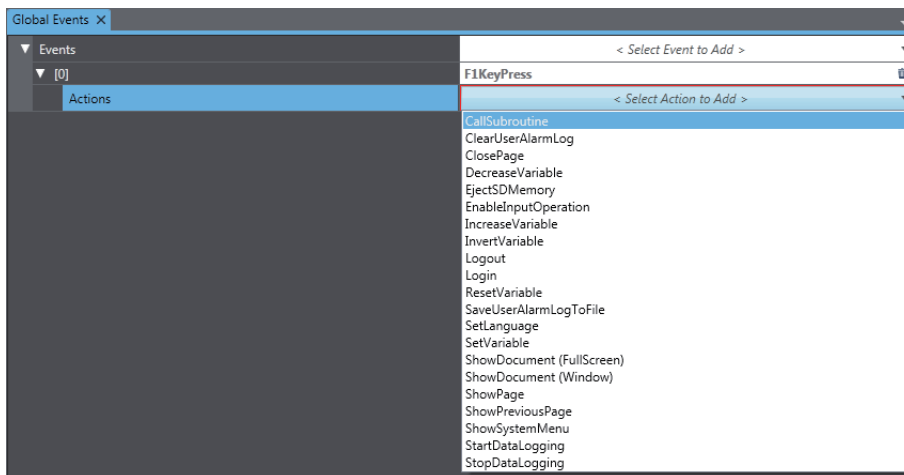 Global Events X
Events < Select Event to Add >
[0] F1KeyPress
Actions < Select Action to Add >
CallSubroutine
ClearUserAlarmLog
ClosePage
DecreaseVariable
EjectSDMemory
EnableInputOperation
IncreaseVariable
InvertVariable
Logout
Login
ResetVariable
SaveUserAlarmLogToFile
SetLanguage
SetVariable
ShowDocument (FullScreen)
ShowDocument (Window)
ShowPage
ShowPreviousPage
ShowSystemMenu
StartDataLogging
StopDataLogging